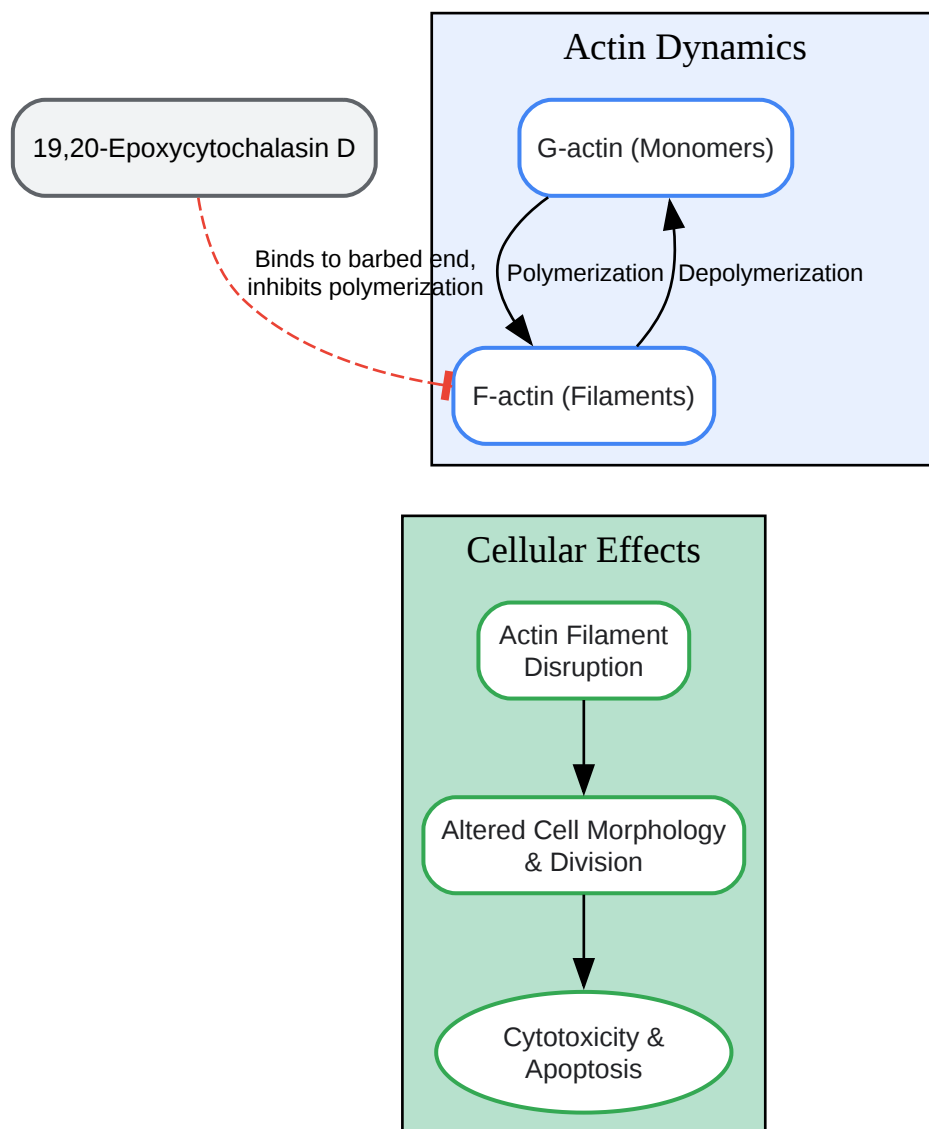 Actin Dynamics
19,20-Epoxycytochalasin D
G-actin (Monomers)
Binds to barbed end,
inhibits polymerization
Polymerization
Depolymerization
F-actin (Filaments)
Cellular Effects
Actin Filament
Disruption
Altered Cell Morphology
& Division
Cytotoxicity &
Apoptosis